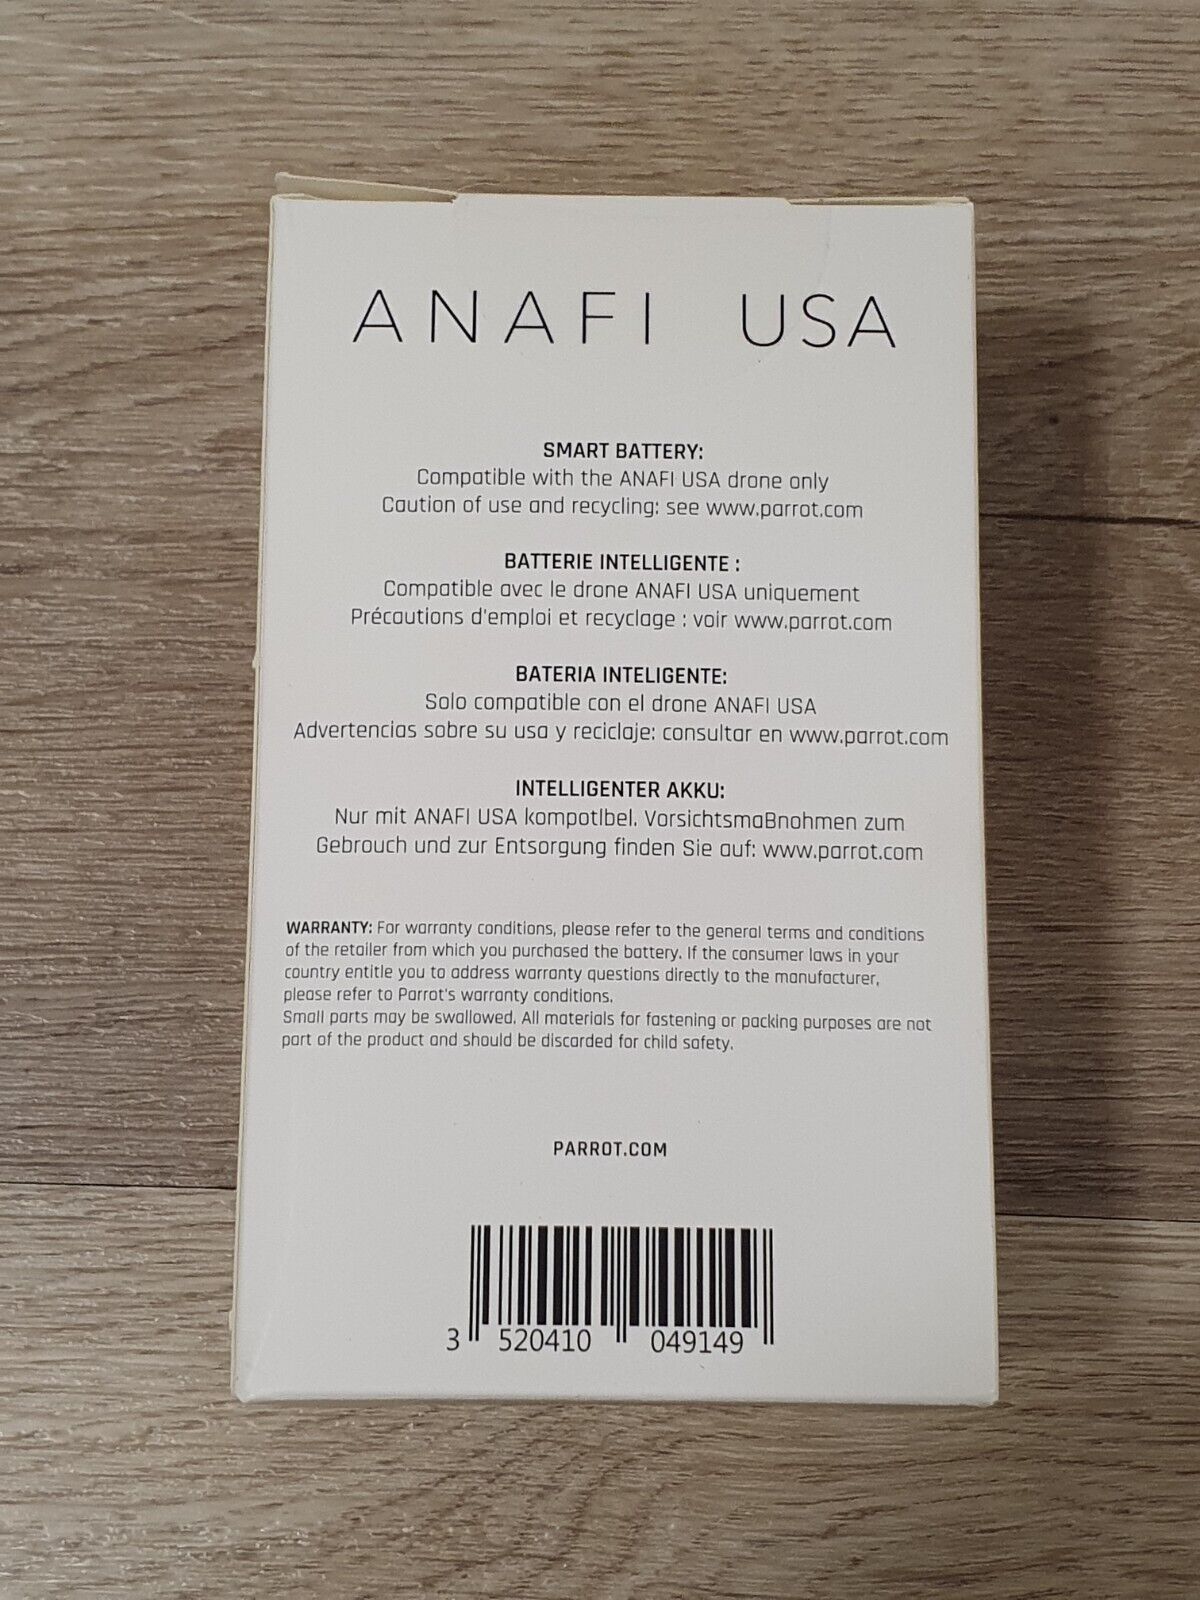 ANAFI USA
SMART BATTERY:
Compatible with the ANAFI USA drone only
Caution of use and recycling: see www.parrot.com
BATTERIE INTELLIGENTE :
Compatible avec le drone ANAFI USA uniquement
Précautions d'emploi et recyclage : voir www.parrot.com
BATERIA INTELIGENTE:
Solo compatible con el drone ANAFI USA
Advertencias sobre su usa y reciclaje: consultar en www.parrot.com
INTELLIGENTER AKKU:
Nur mit ANAFI USA kompotlbel. VorsichtsmaBnohmen zum
Gebrouch und zur Entsorgung finden Sie auf: www.parrot.com
WARRANTY: For warranty conditions, please refer to the general terms and conditions
of the retailer from which you purchased the battery. If the consumer laws in your
country entitle you to address warranty questions directly to the manufacturer,
please refer to Parrot's warranty conditions.
Small parts may be swallowed. All materials for fastening or packing purposes are not
part of the product and should be discarded for child safety.
PARROT.COM
3 520410 049149